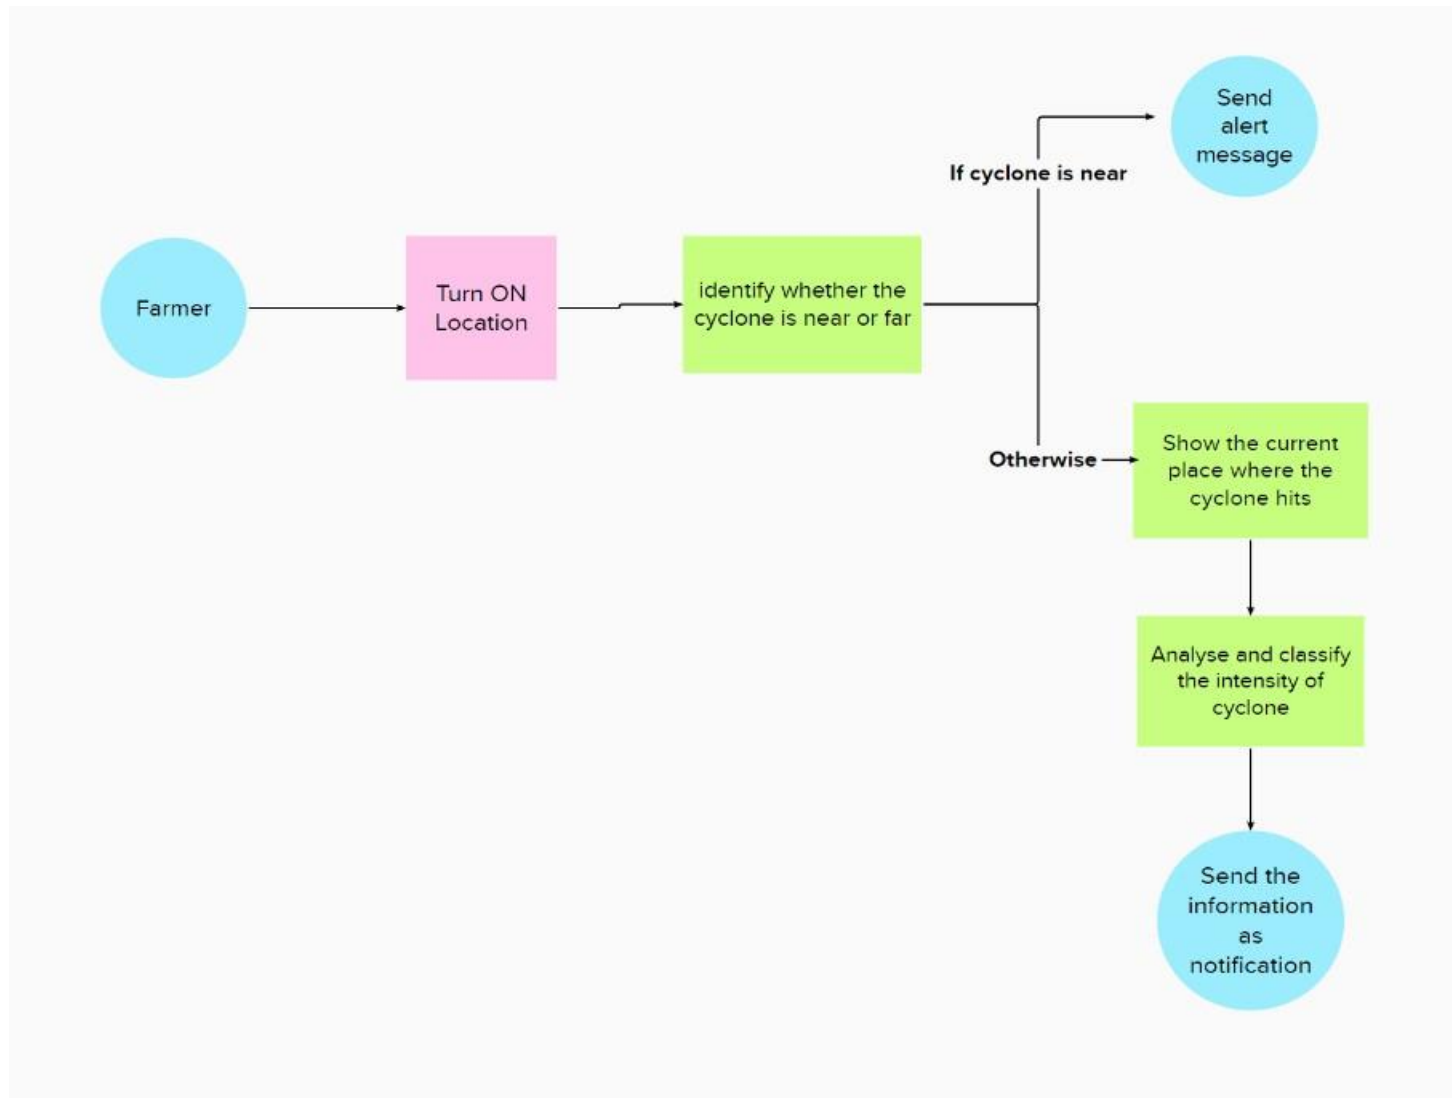 Farmer
Turn ON
Location
identify whether the
cyclone is near or far
If cyclone is near
Send
alert
message
Otherwise
Show the current
place where the
cyclone hits
Analyse and classify
the intensity of
cyclone
Send the
information
as
notification